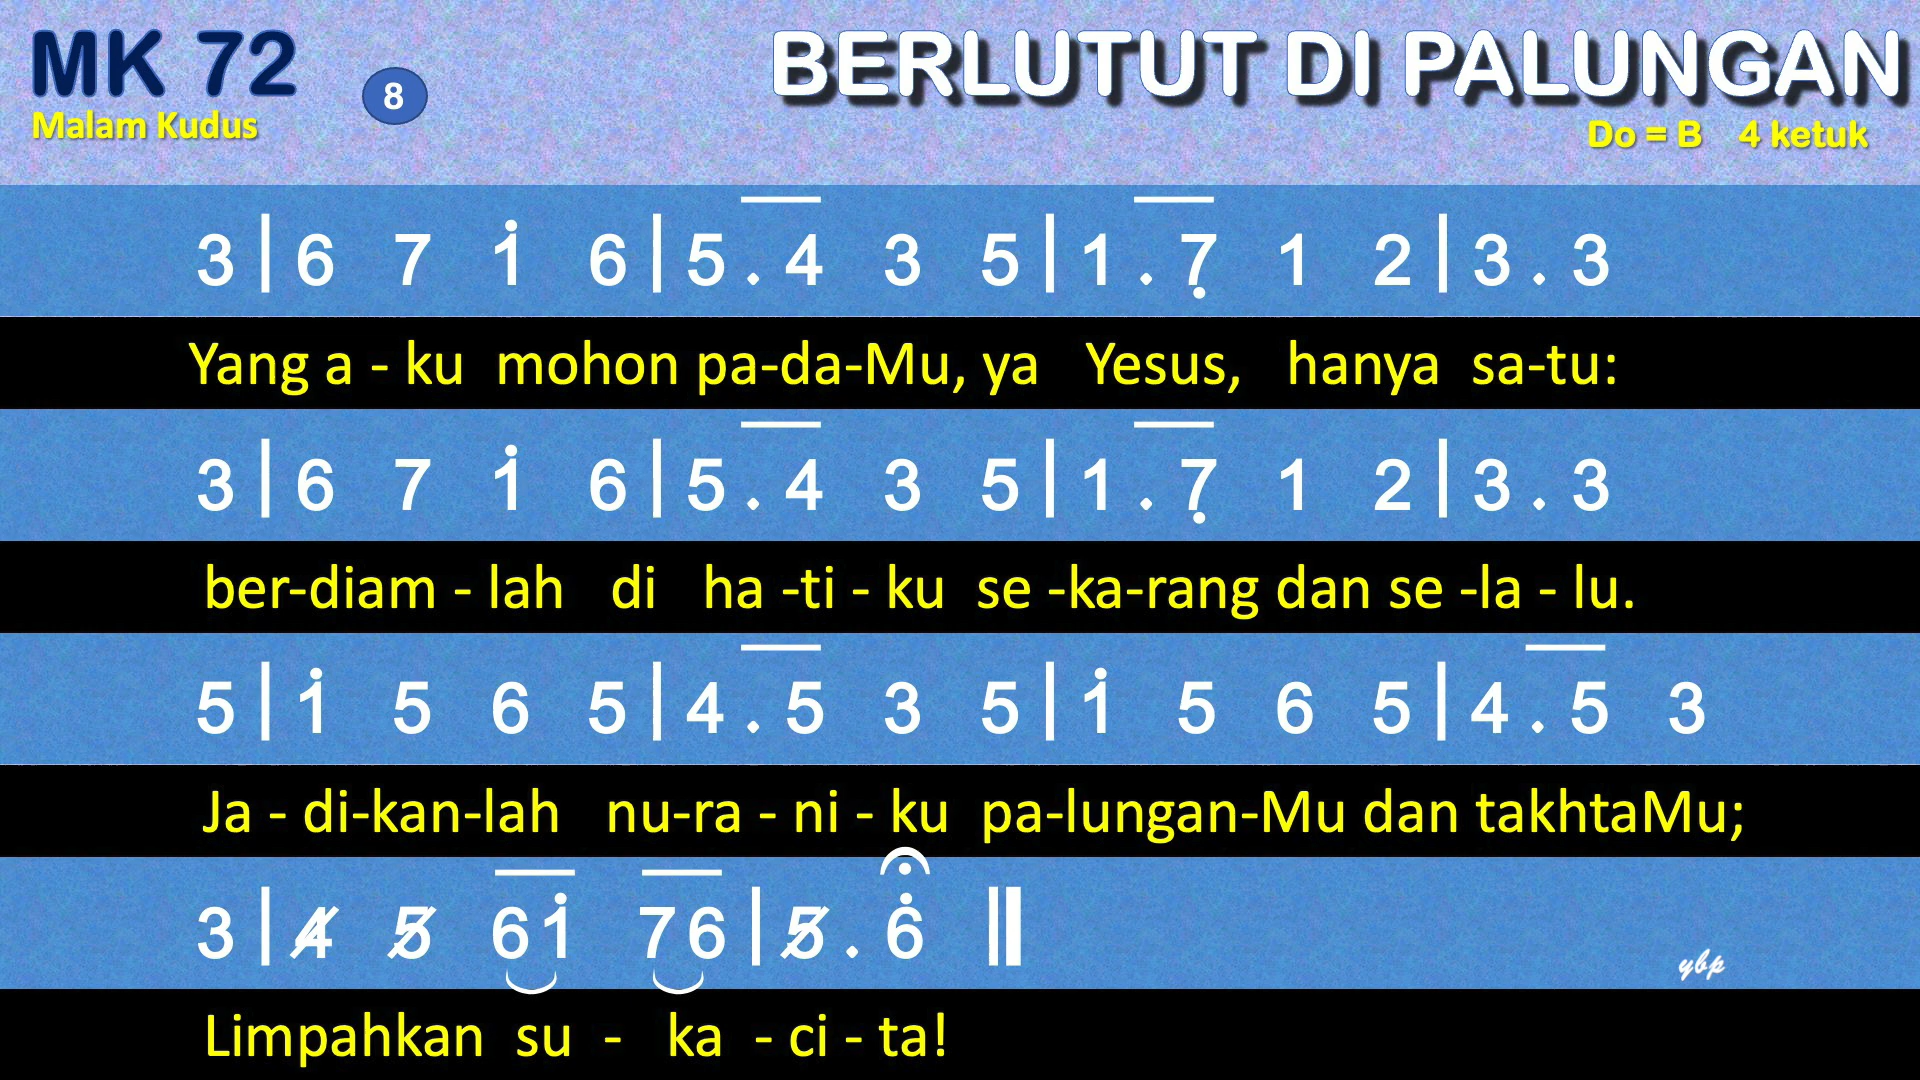 MK 72
8
BERLUTUT DI PALUNGAN
Malam Kudus
Do = B 4 ketuk
3 | 6 7 1̇ 6 | 5 . 4 3 5 | 1 . 7̣ 1 2 | 3 . 3
Yang a - ku mohon pa-da-Mu, ya Yesus, hanya sa-tu:
3 | 6 7 1̇ 6 | 5 . 4 3 5 | 1 . 7̣ 1 2 | 3 . 3
ber-diam - lah di ha -ti - ku se -ka-rang dan se -la - lu.
5 | 1̇ 5 6 5 | 4 . 5 3 5 | 1̇ 5 6 5 | 4 . 5 3
Ja - di-kan-lah nu-ra - ni - ku pa-lungan-Mu dan takhtaMu;
3 | 4̸ 5̸ 6 1̇ 7 6 | 5̸ . 6̇ ||
Limpahkan su - ka - ci - ta!
ybp